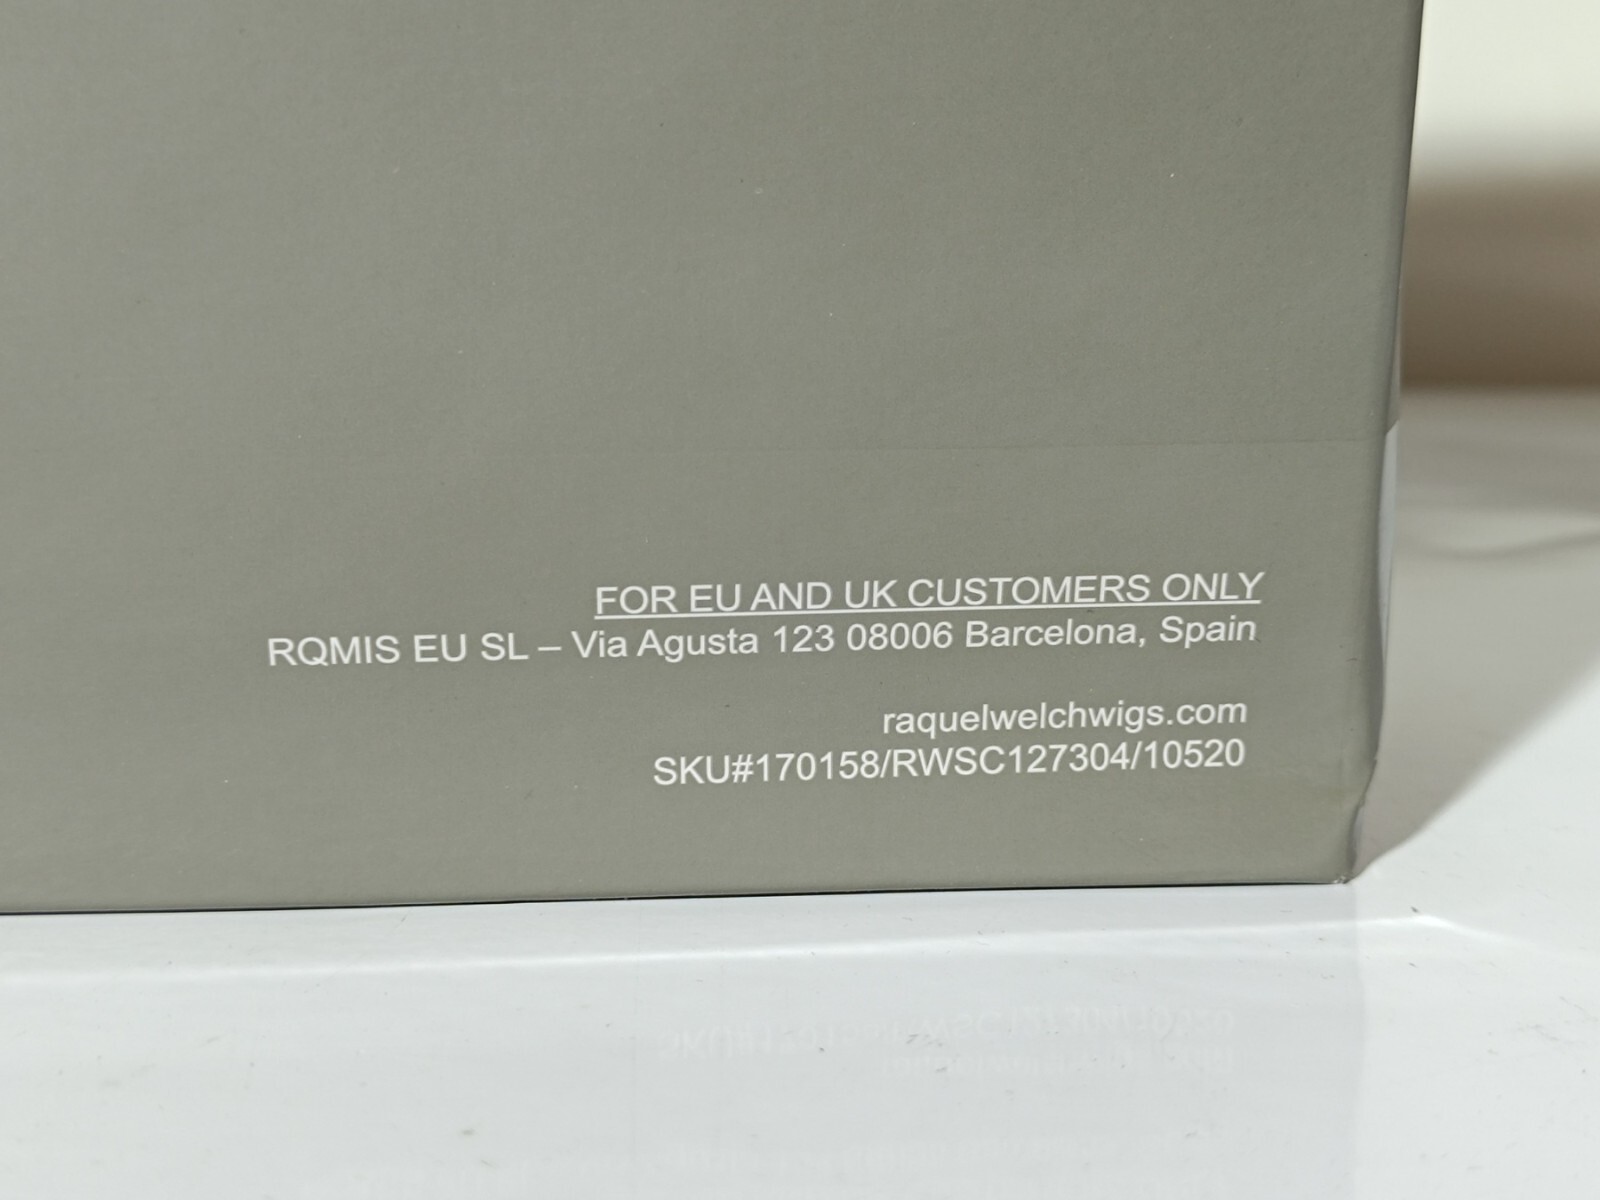 FOR EU AND UK CUSTOMERS ONLY
RQMIS EU SL – Via Agusta 123 08006 Barcelona, Spain
raquelwelchwigs.com
SKU#170158/RWSC127304/10520